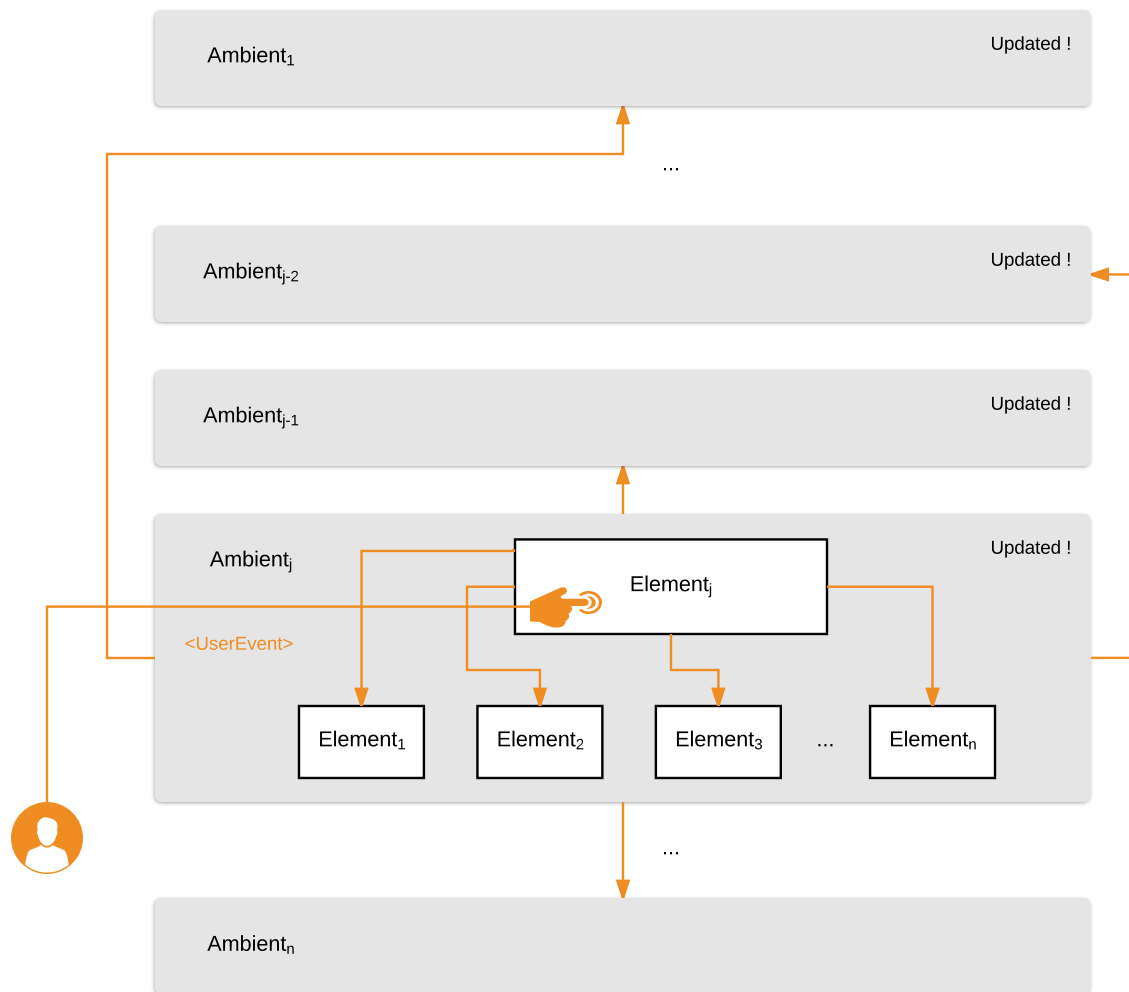 Ambient1
Updated !
...
Ambientj-2
Updated !
Ambientj-1
Updated !
Ambientj
Updated !
Elementj
<UserEvent>
Element1
Element2
Element3
...
Elementn
...
Ambientn